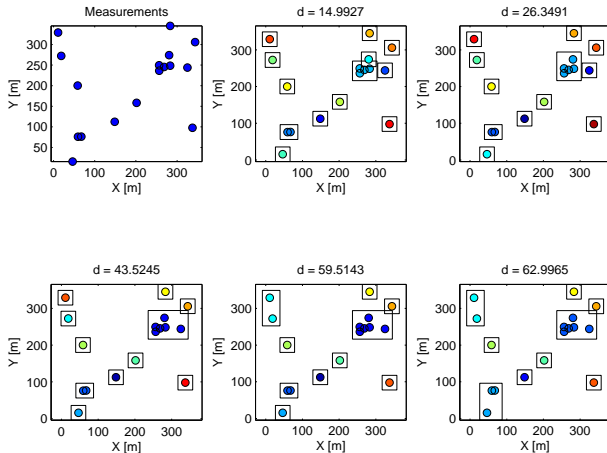 Measurements
d = 14.9927
d = 26.3491
300
250
200
150
100
50
Y [m]
0
100
200
300
X [m]
300
200
100
0
Y [m]
0
100
200
300
X [m]
300
200
100
0
Y [m]
0
100
200
300
X [m]
d = 43.5245
d = 59.5143
d = 62.9965
300
200
100
0
Y [m]
0
100
200
300
X [m]
300
200
100
0
Y [m]
0
100
200
300
X [m]
300
200
100
0
Y [m]
0
100
200
300
X [m]